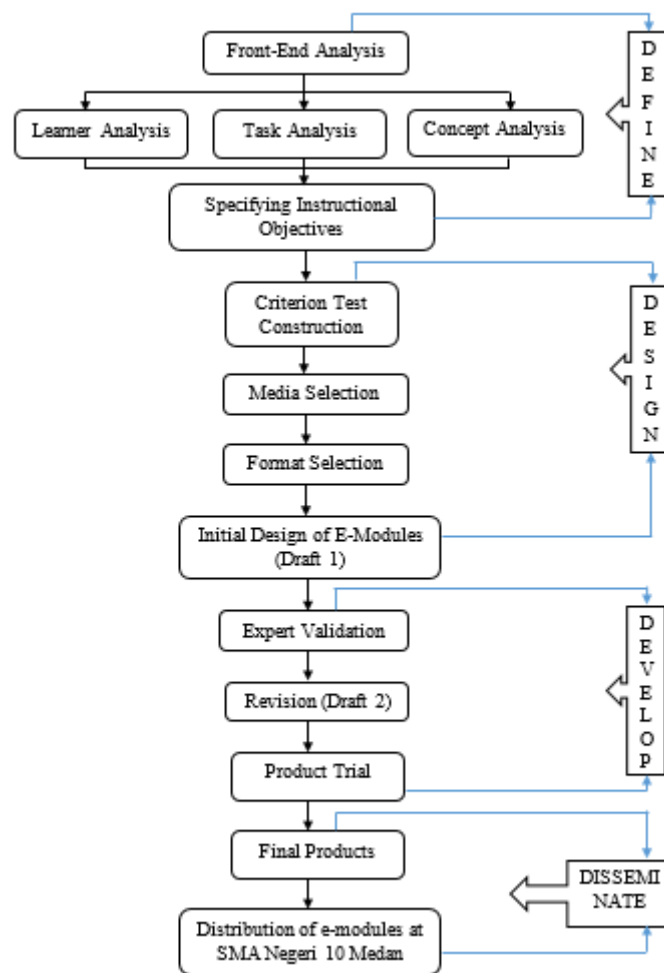 Front-End Analysis
Learner Analysis
Task Analysis
Concept Analysis
Specifying Instructional
Objectives
D
E
F
I
N
E
Criterion Test
Construction
Media Selection
Format Selection
Initial Design of E-Modules
(Draft 1)
D
E
S
I
G
N
Expert Validation
Revision (Draft 2)
Product Trial
D
E
V
E
L
O
P
Final Products
Distribution of e-modules at
SMA Negeri 10 Medan
DISSEMI
NATE